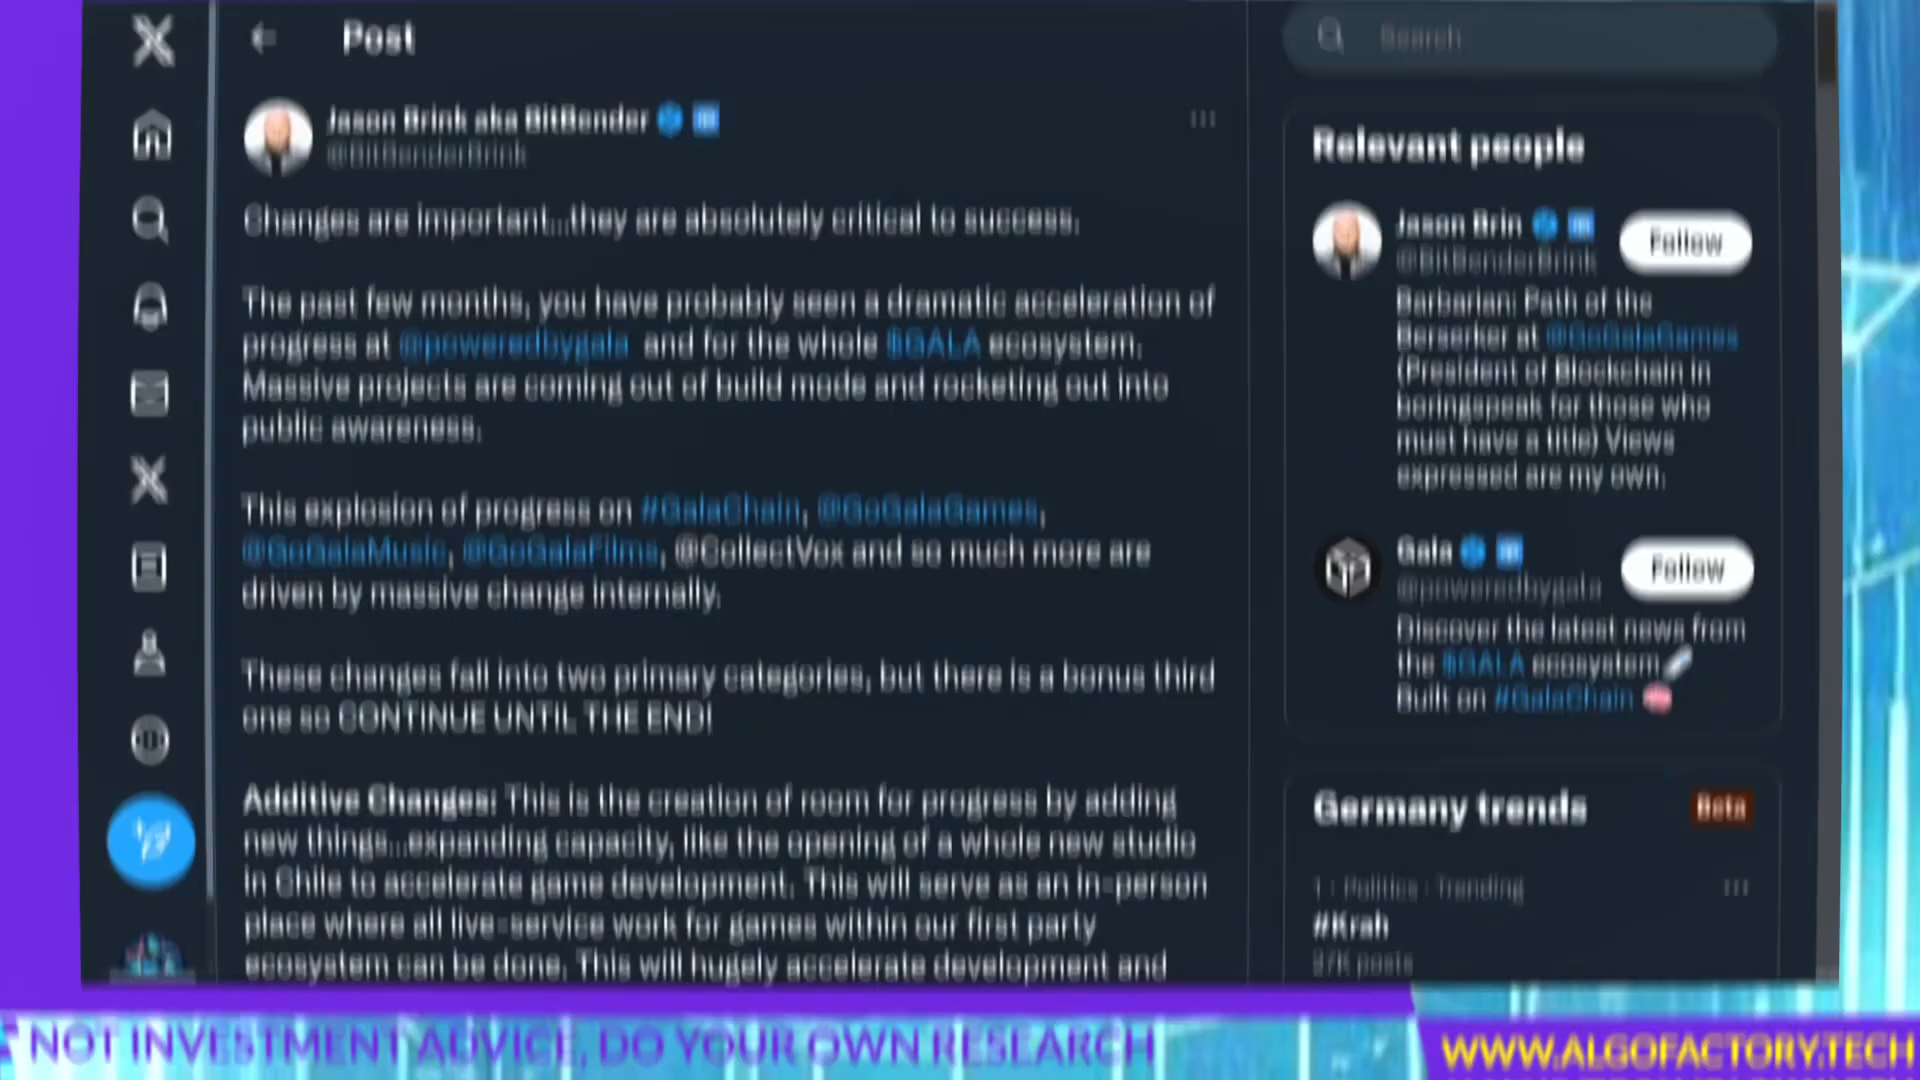 Post
Jason Brink aka BitBender
@BitBenderBrink
Changes are important...they are absolutely critical to success.
The past few months, you have probably seen a dramatic acceleration of
progress at @poweredbygala and for the whole $GALA ecosystem.
Massive projects are coming out of build mode and rocketing out into
public awareness.
This explosion of progress on #GalaChain, @GoGalaGames,
@GoGalaMusic, @GoGalaFilms, @CollectVox and so much more are
driven by massive change internally.
These changes fall into two primary categories, but there is a bonus third
one so CONTINUE UNTIL THE END!
Additive Changes: This is the creation of room for progress by adding
new things...expanding capacity, like the opening of a whole new studio
in Chile to accelerate game development. This will serve as an in-person
place where all live-service work for games within our first party
ecosystem can be done. This will hugely accelerate development and
Search
Relevant people
Jason Brin
@BitBenderBrink
Follow
Barbarian: Path of the
Berserker at @GoGalaGames
(President of Blockchain in
boringspeak for those who
must have a title) Views
expressed are my own.
Gala
@poweredbygala
Follow
Discover the latest news from
the $GALA ecosystem
Built on #GalaChain
Germany trends
Beta
1 · Politics · Trending
#Krah
27K posts
NOT INVESTMENT ADVICE, DO YOUR OWN RESEARCH
WWW.ALGOFACTORY.TECH